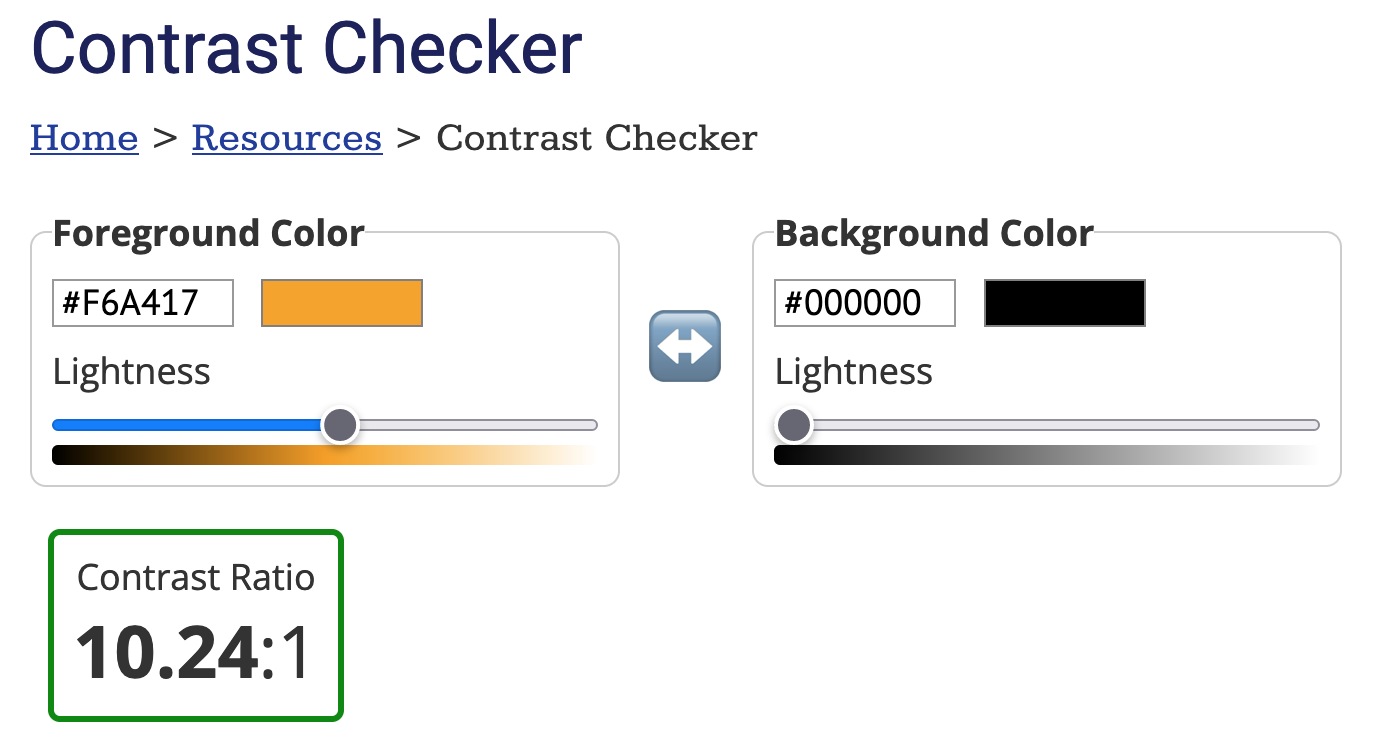 Contrast Checker
Home > Resources > Contrast Checker
Foreground Color
#F6A417
Lightness
Background Color
#000000
Lightness
Contrast Ratio
10.24:1